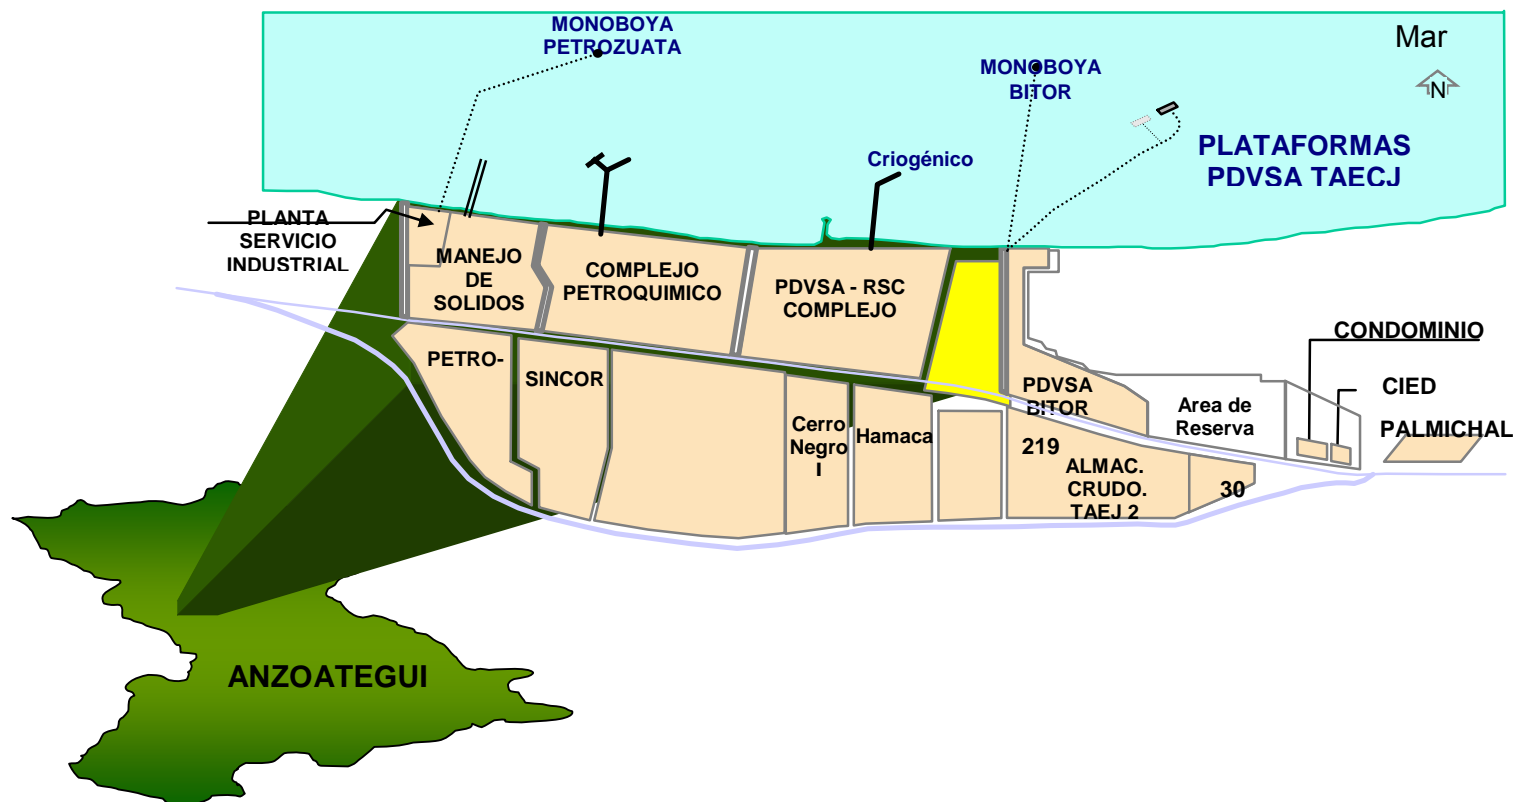 MONOBOYA
PETROZUATA
Mar
MONOBOYA
BITOR
N
PLATAFORMAS
PDVSA TAECJ
Criogénico
PLANTA
SERVICIO
INDUSTRIAL
MANEJO
DE
SOLIDOS
COMPLEJO
PETROQUIMICO
PDVSA - RSC
COMPLEJO
CONDOMINIO
CIED
PALMICHAL
PETRO-
SINCOR
Cerro
Negro
I
Hamaca
PDVSA
BITOR
Area de
Reserva
219
ALMAC.
CRUDO.
TAEJ 2
30
ANZOATEGUI